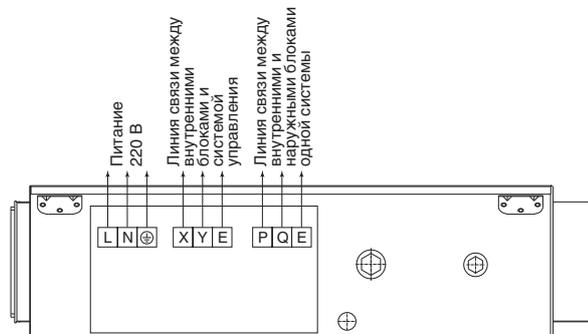 Питание
220 В
Линия связи между
внутренними
блоками и
системой
управления
Линия связи между
внутренними и
наружными блоками
одной системы
L N
X Y E
P Q E